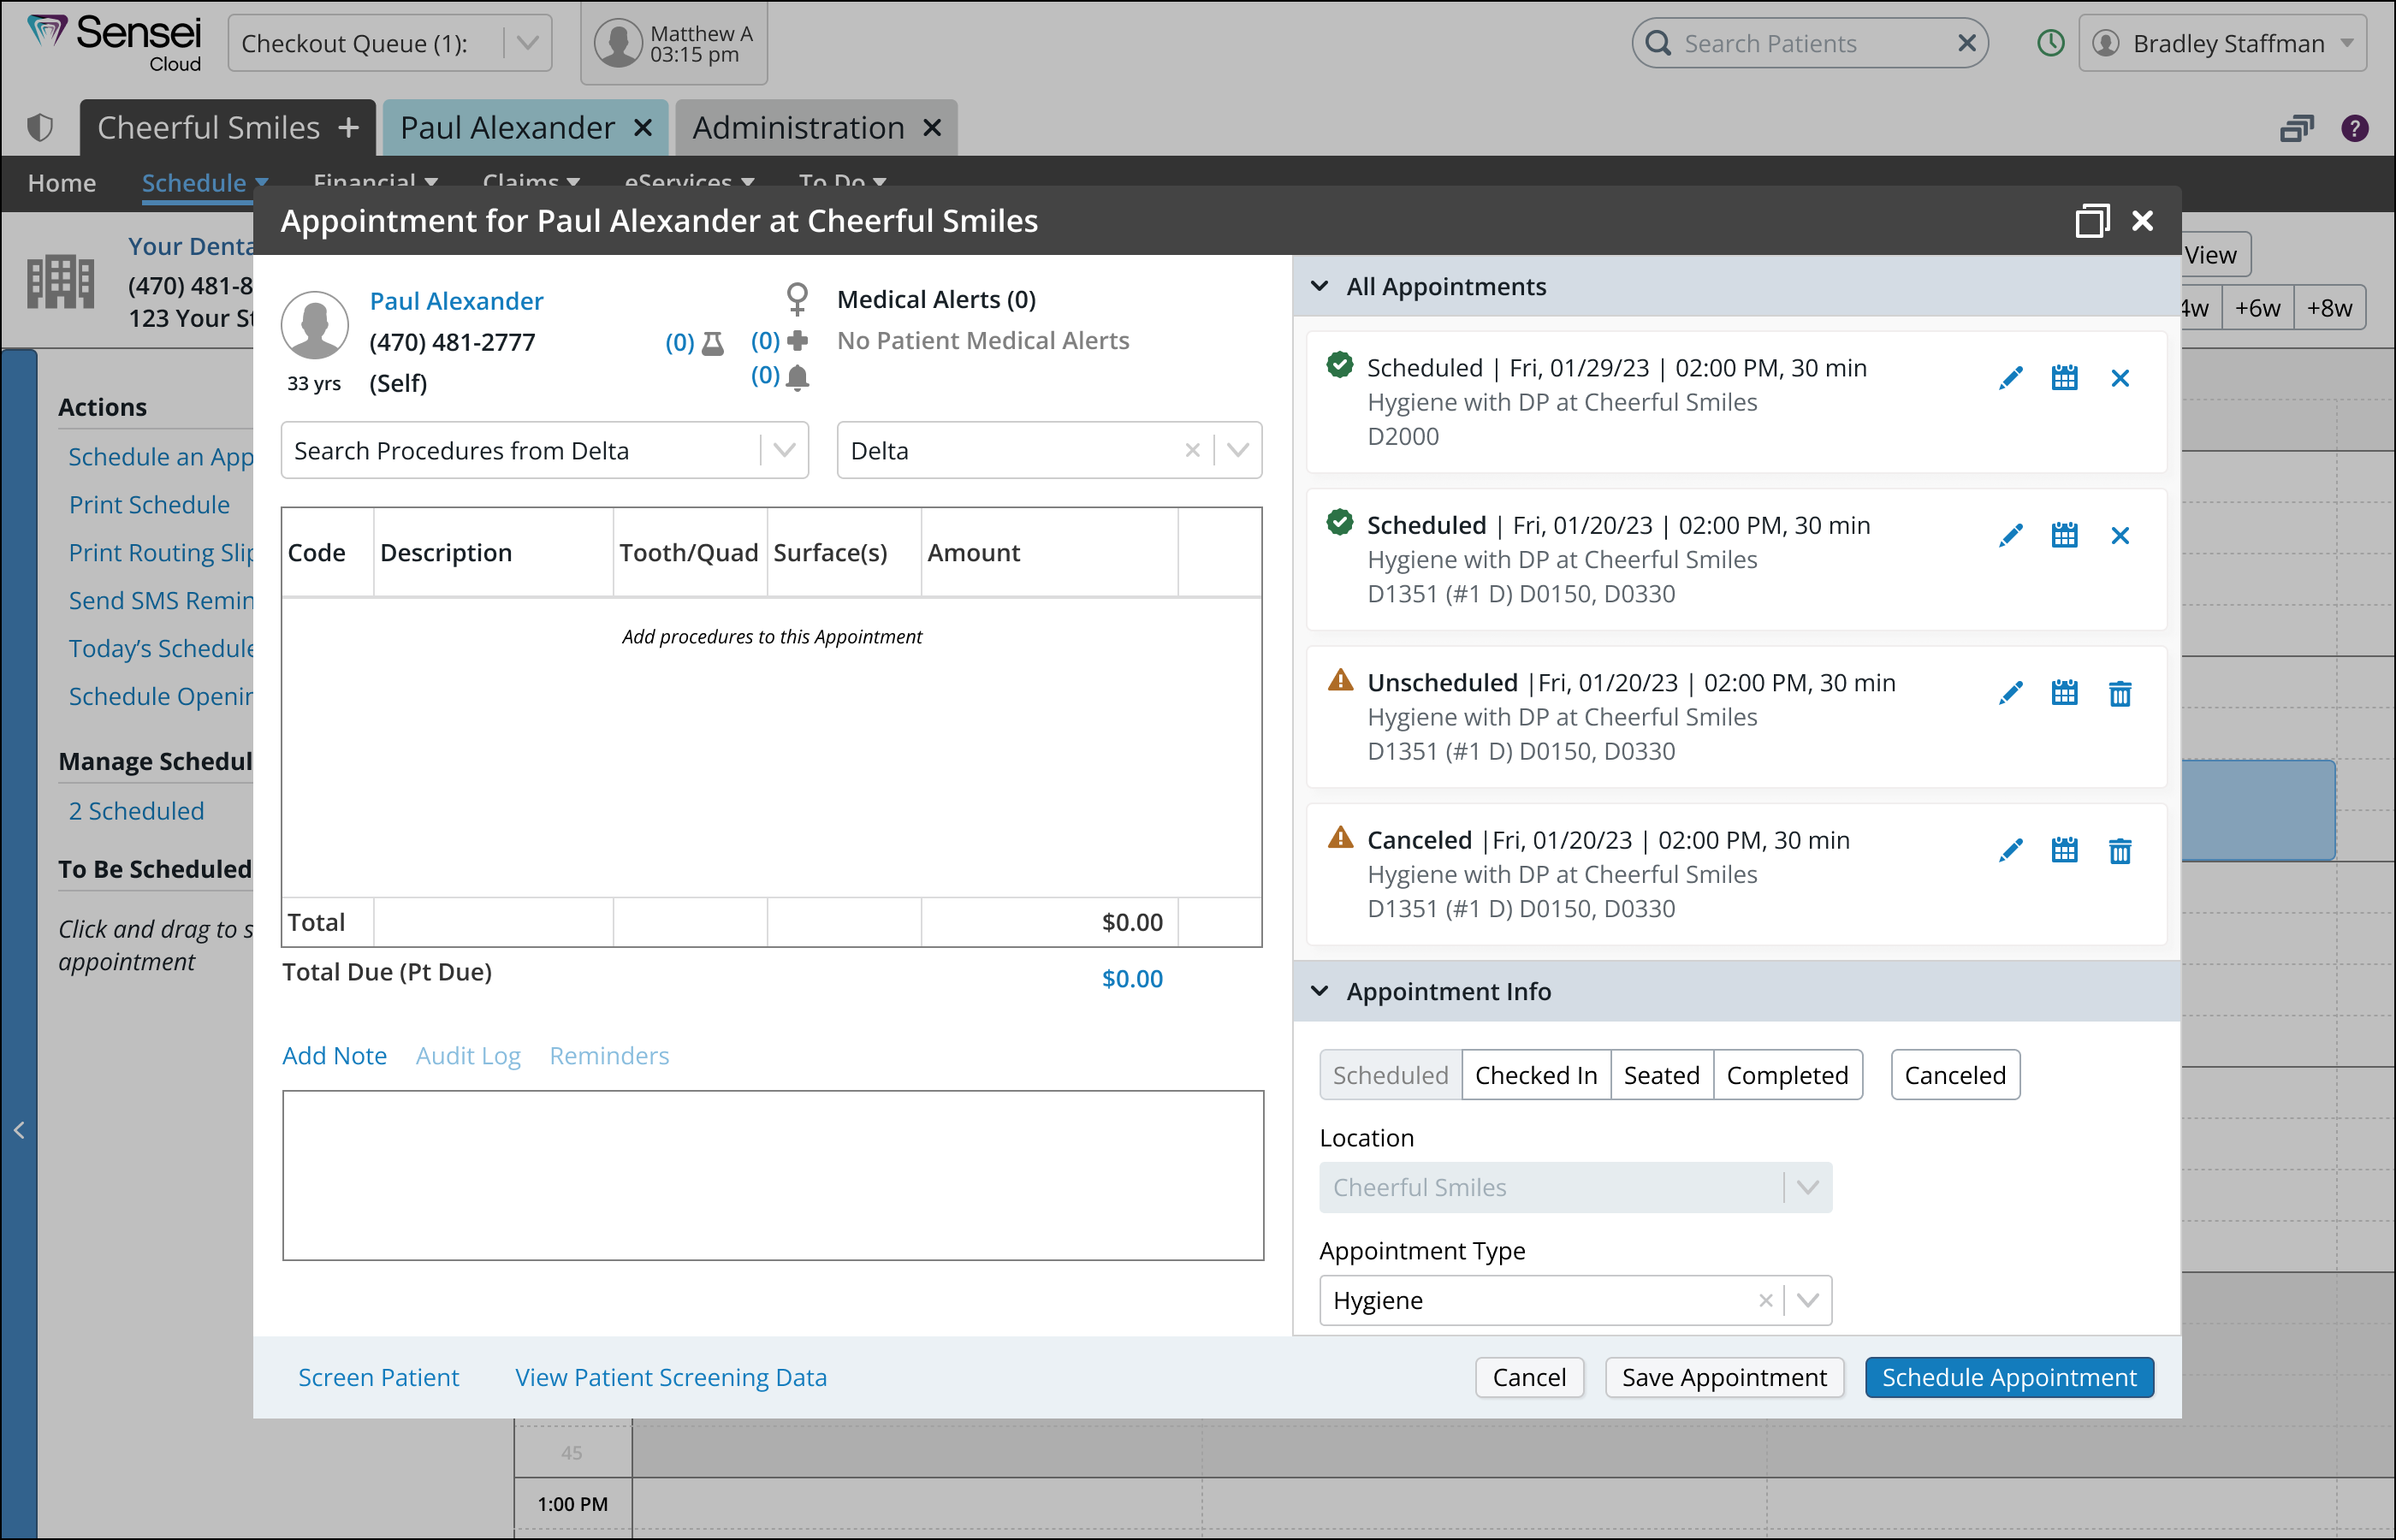 Sensei
Cloud
Checkout Queue (1):
Matthew A
03:15 pm
Search Patients
Bradley Staffman
Cheerful Smiles +
Paul Alexander
Administration
?
Home
Schedule
Financial
Claims
eServices
To Do
Your Denta
(470) 481-8
123 Your St
View
4w
+6w
+8w
Appointment for Paul Alexander at Cheerful Smiles
Actions
Schedule an App
Print Schedule
Print Routing Slip
Send SMS Remin
Today’s Schedule
Schedule Openin
Manage Schedul
2 Scheduled
To Be Scheduled
Click and drag to s
appointment
Paul Alexander
(470) 481-2777
33 yrs
(Self)
(0)
(0)
(0)
Medical Alerts (0)
No Patient Medical Alerts
Search Procedures from Delta
Delta
Code
Description
Tooth/Quad
Surface(s)
Amount
Add procedures to this Appointment
Total
$0.00
Total Due (Pt Due)
$0.00
Add Note
Audit Log
Reminders
All Appointments
Scheduled | Fri, 01/29/23 | 02:00 PM, 30 min
Hygiene with DP at Cheerful Smiles
D2000
Scheduled | Fri, 01/20/23 | 02:00 PM, 30 min
Hygiene with DP at Cheerful Smiles
D1351 (#1 D) D0150, D0330
Unscheduled |Fri, 01/20/23 | 02:00 PM, 30 min
Hygiene with DP at Cheerful Smiles
D1351 (#1 D) D0150, D0330
Canceled |Fri, 01/20/23 | 02:00 PM, 30 min
Hygiene with DP at Cheerful Smiles
D1351 (#1 D) D0150, D0330
Appointment Info
Scheduled
Checked In
Seated
Completed
Canceled
Location
Cheerful Smiles
Appointment Type
Hygiene
Screen Patient
View Patient Screening Data
Cancel
Save Appointment
Schedule Appointment
45
1:00 PM